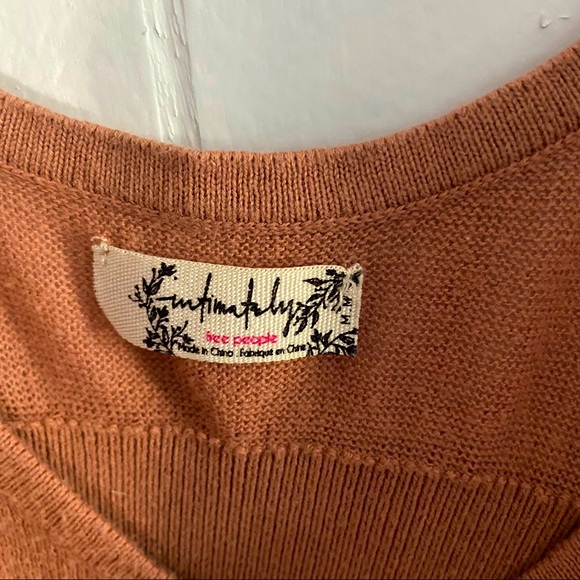 intimately
free people
Made in China . Fabriqué en Chine
M M